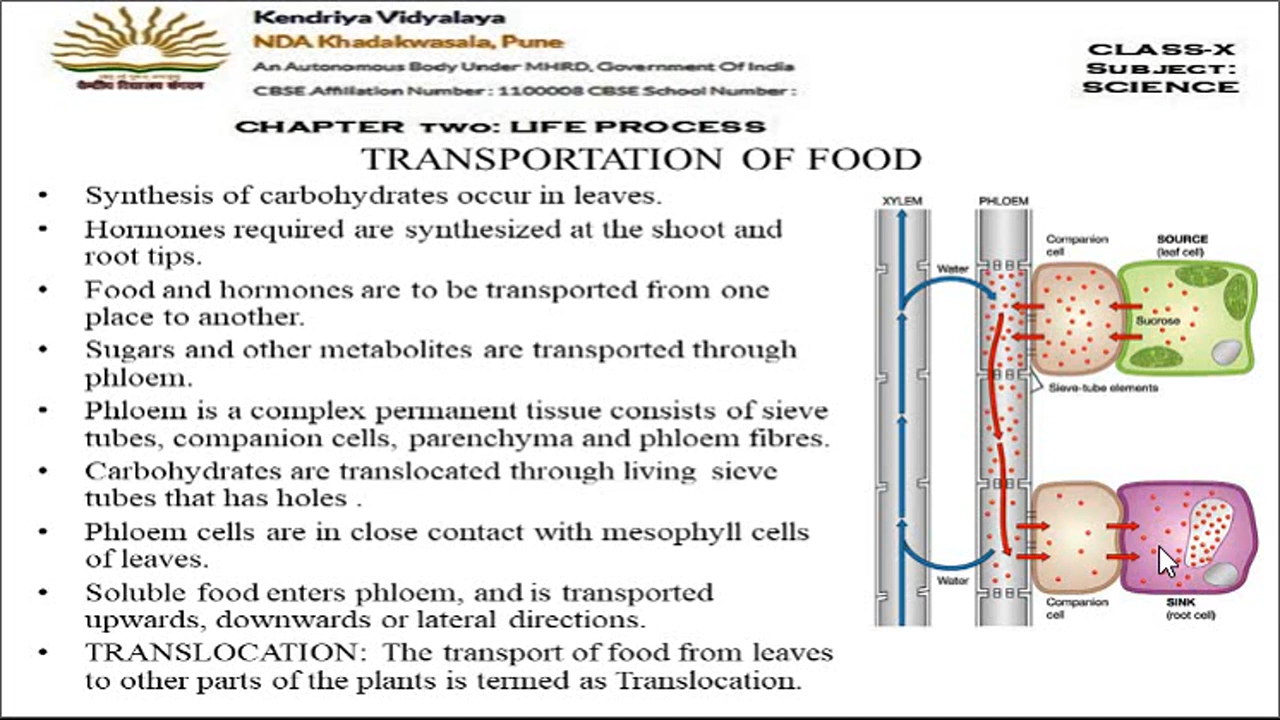 Kendriya Vidyalaya
NDA Khadakwasala, Pune
An Autonomous Body Under MHRD, Government Of India
CBSE Affiliation Number : 1100008 CBSE School Number :
केन्द्रीय विद्यालय संगठन
CLASS-X
SUBJECT:
SCIENCE
CHAPTER TWO: LIFE PROCESS
TRANSPORTATION OF FOOD
• Synthesis of carbohydrates occur in leaves.
• Hormones required are synthesized at the shoot and
root tips.
• Food and hormones are to be transported from one
place to another.
• Sugars and other metabolites are transported through
phloem.
• Phloem is a complex permanent tissue consists of sieve
tubes, companion cells, parenchyma and phloem fibres.
• Carbohydrates are translocated through living sieve
tubes that has holes .
• Phloem cells are in close contact with mesophyll cells
of leaves.
• Soluble food enters phloem, and is transported
upwards, downwards or lateral directions.
• TRANSLOCATION: The transport of food from leaves
to other parts of the plants is termed as Translocation.
XYLEM
PHLOEM
Companion
cell
SOURCE
(leaf cell)
Water
Sucrose
Sieve-tube elements
Water
Companion
cell
SINK
(root cell)